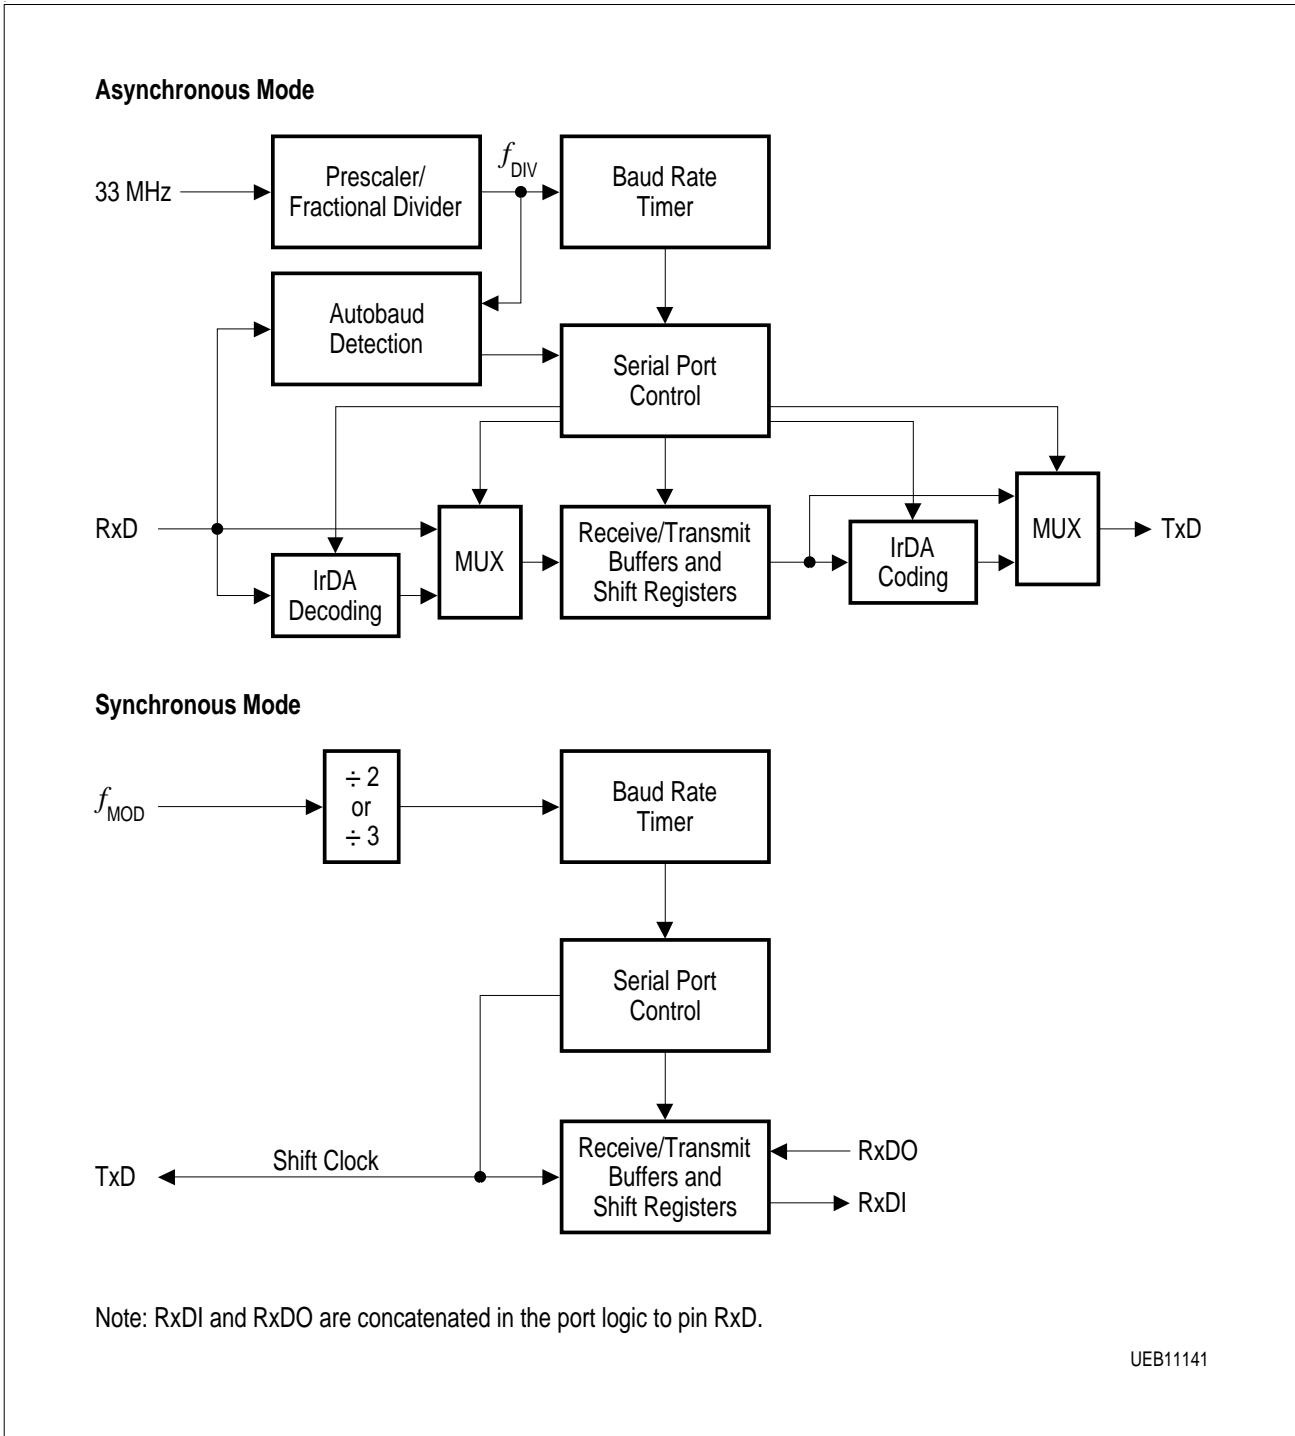 Asynchronous Mode
33 MHz
Prescaler/
Fractional Divider
fDIV
Baud Rate
Timer
Autobaud
Detection
Serial Port
Control
RxD
IrDA
Decoding
MUX
Receive/Transmit
Buffers and
Shift Registers
IrDA
Coding
MUX
TxD
Synchronous Mode
fMOD
÷ 2
or
÷ 3
Baud Rate
Timer
Serial Port
Control
TxD
Shift Clock
Receive/Transmit
Buffers and
Shift Registers
RxDO
RxDI
Note: RxDI and RxDO are concatenated in the port logic to pin RxD.
UEB11141